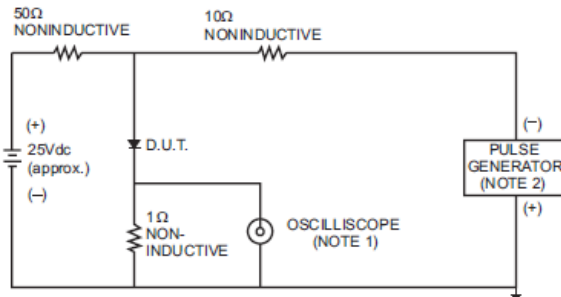 50Ω
NONINDUCTIVE
10Ω
NONINDUCTIVE
(+)
25Vdc
(approx.)
(−)
D.U.T.
1Ω
NON-
INDUCTIVE
OSCILLISCOPE
(NOTE 1)
(−)
PULSE
GENERATOR
(NOTE 2)
(+)